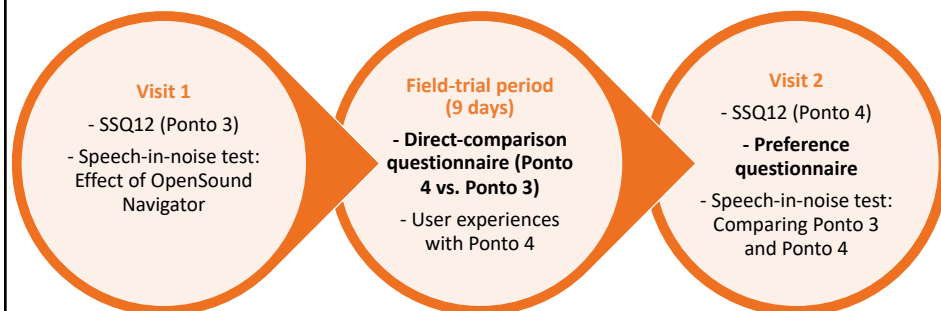 Visit 1
- SSQ12 (Ponto 3)
- Speech-in-noise test:
Effect of OpenSound
Navigator
Field-trial period
(9 days)
- Direct-comparison
questionnaire (Ponto
4 vs. Ponto 3)
- User experiences
with Ponto 4
Visit 2
- SSQ12 (Ponto 4)
- Preference
questionnaire
- Speech-in-noise test:
Comparing Ponto 3
and Ponto 4